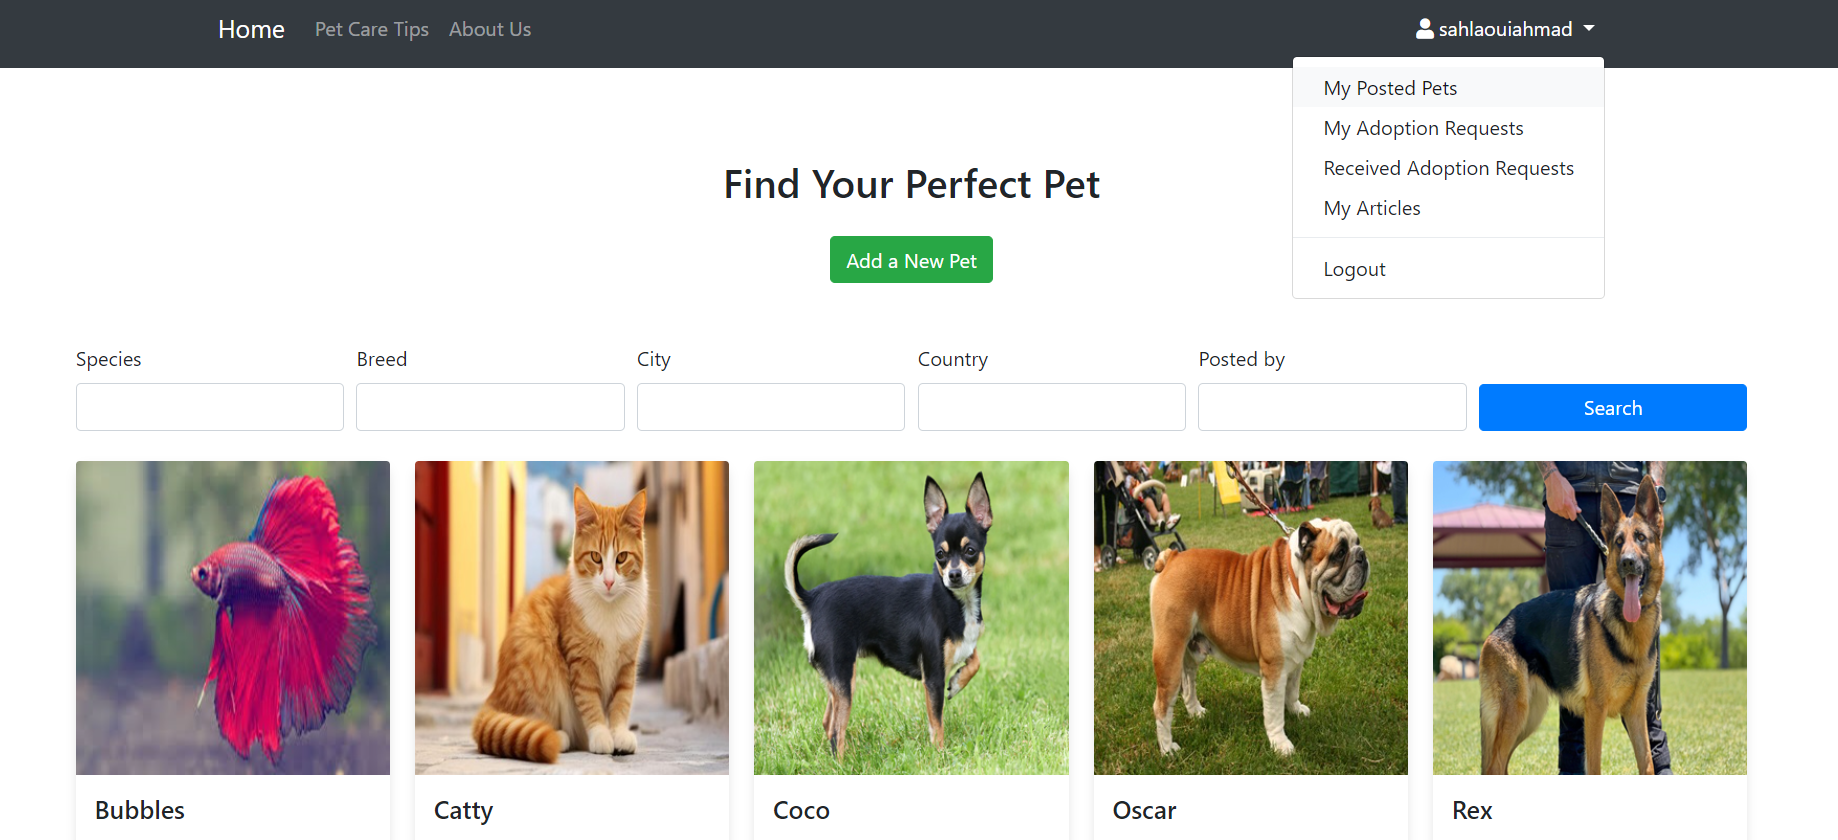 Home Pet Care Tips About Us sahlaouiahmad
My Posted Pets
My Adoption Requests
Received Adoption Requests
My Articles
Logout
Find Your Perfect Pet
Add a New Pet
Species Breed City Country Posted by
Search
Bubbles Catty Coco Oscar Rex